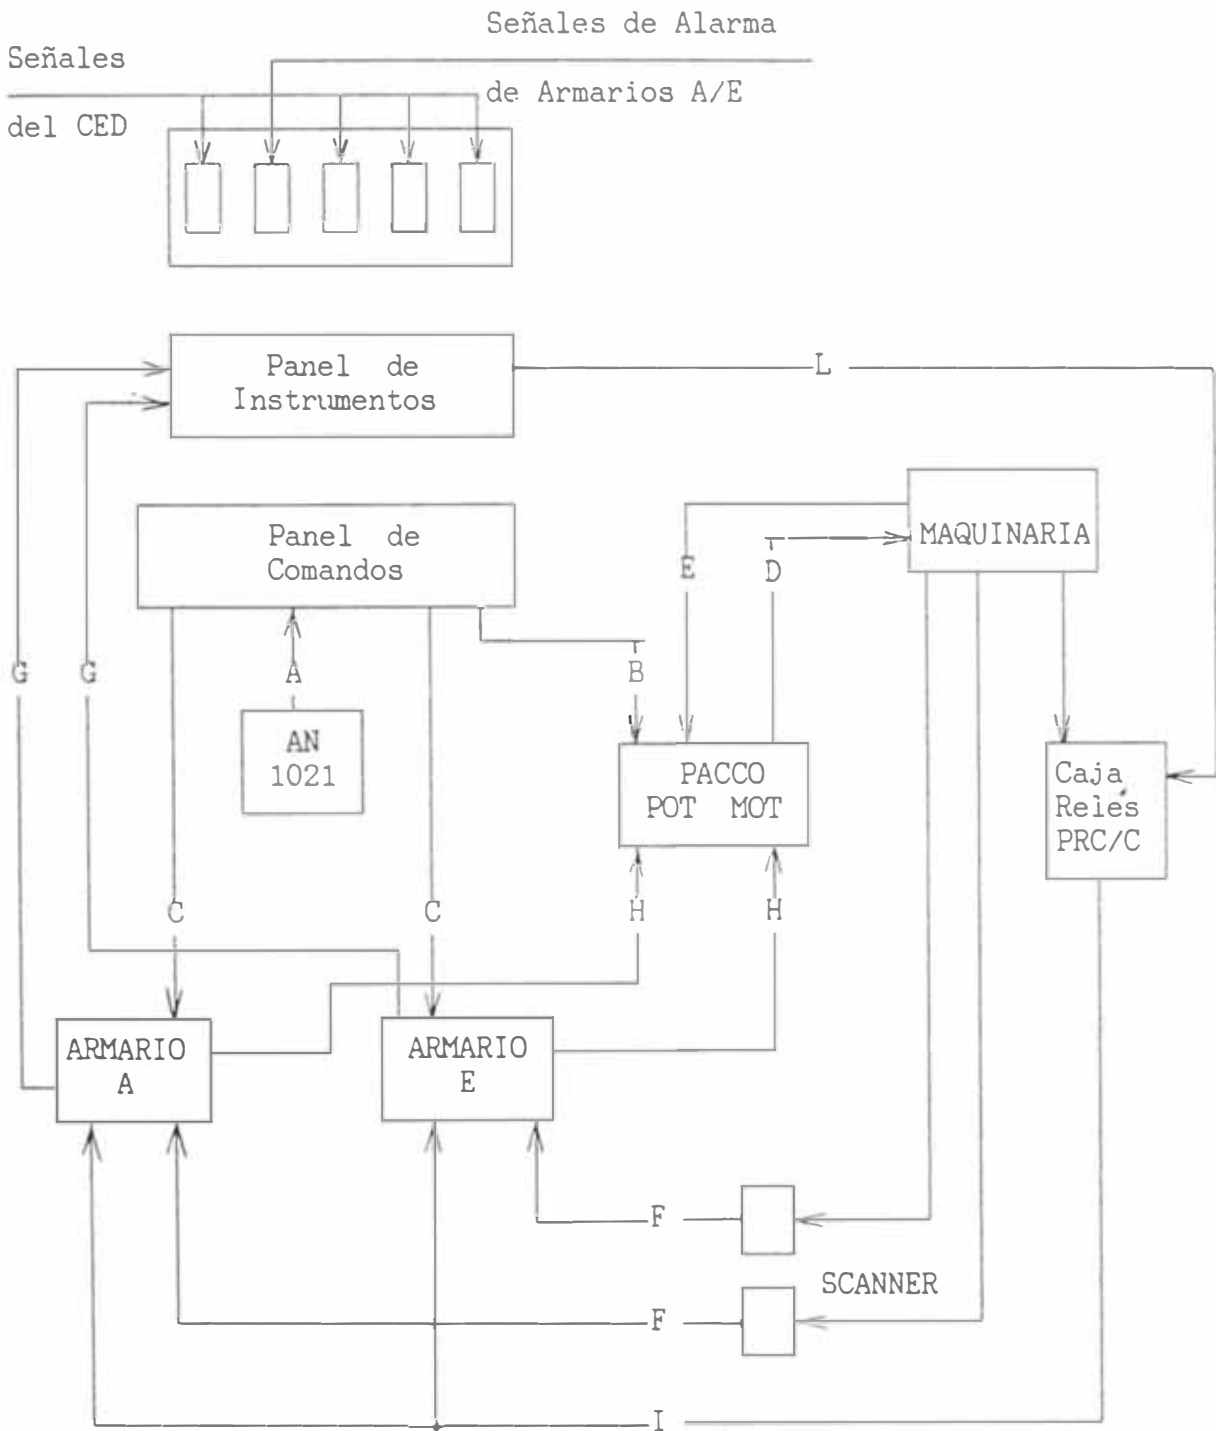 Señales de Alarma
Señales
de Armarios A/E
del CED
Panel de
Instrumentos
L
Panel de
Comandos
MAQUINARIA
E
D
G
G
A
B
AN
1021
PACCO
POT MOT
Caja
Relés
PRC/C
C
C
H
H
ARMARIO
A
ARMARIO
E
F
SCANNER
F
I